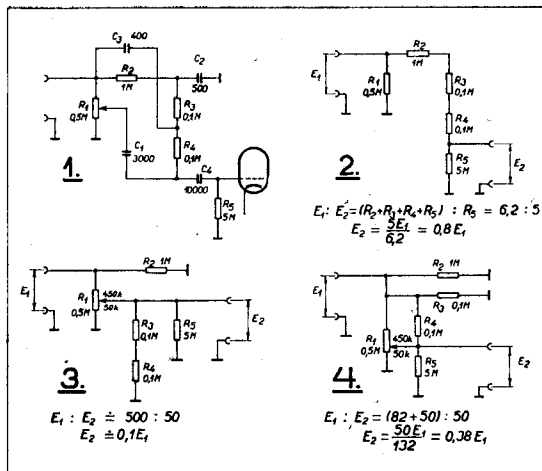 C₃ 400
R₂
1M
C₂
500
R₁
0,5M
R₃
0,1M
C₁
3000
R₄
0,1M
C₄
10000
R₅
5M
1.
E₁
R₂
1M
R₁
0,5M
R₃
0,1M
R₄
0,1M
R₅
5M
E₂
2.
E₁ : E₂ = (R₂+R₃+R₄+R₅) : R₅ = 6,2 : 5
E₂ = 5E₁/6,2 = 0,8 E₁
E₁
R₂ 1M
R₁
0,5M
450k
50k
R₃
0,1M
R₄
0,1M
R₅
5M
E₂
3.
E₁ : E₂ ≐ 500 : 50
E₂ ≐ 0,1E₁
E₁
R₂ 1M
R₃ 0,1M
R₁
0,5M
450k
50k
R₄
0,1M
R₅
5M
E₂
4.
E₁ : E₂ = (82 + 50) : 50
E₂ = 50E₁/132 = 0,38 E₁